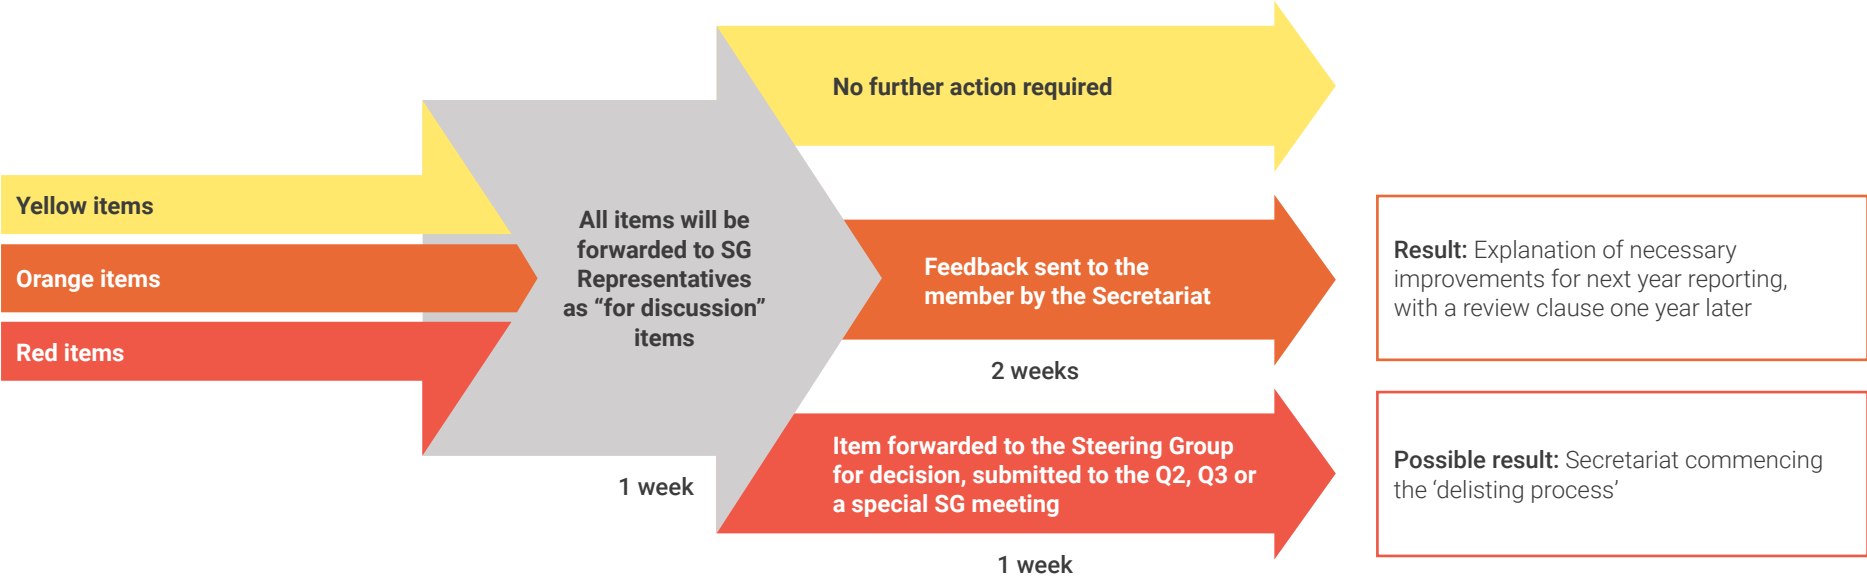 Yellow items
Orange items
Red items
All items will be
forwarded to SG
Representatives
as “for discussion”
items
1 week
No further action required
Feedback sent to the
member by the Secretariat
2 weeks
Item forwarded to the Steering Group
for decision, submitted to the Q2, Q3 or
a special SG meeting
1 week
Result: Explanation of necessary
improvements for next year reporting,
with a review clause one year later
Possible result: Secretariat commencing
the ‘delisting process’